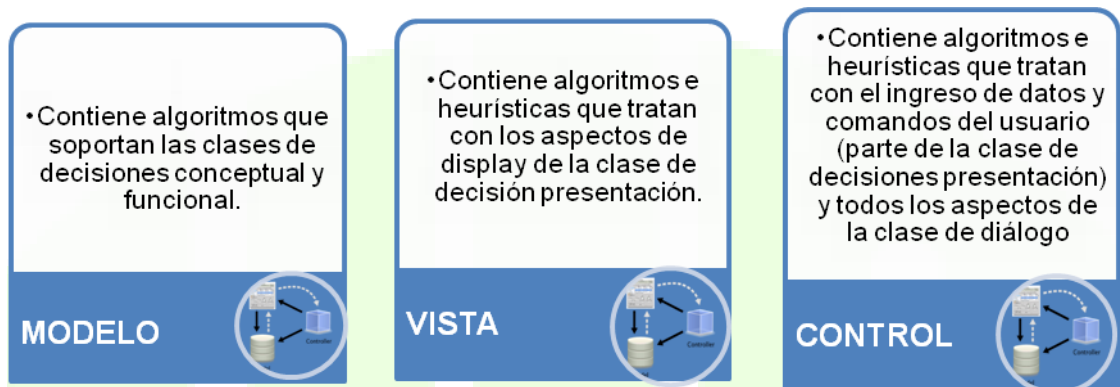 •Contiene algoritmos que
soportan las clases de
decisiones conceptual y
funcional.
MODELO
Controller
•Contiene algoritmos e
heurísticas que tratan
con los aspectos de
display de la clase de
decisión presentación.
VISTA
Controller
•Contiene algoritmos e
heurísticas que tratan
con el ingreso de datos y
comandos del usuario
(parte de la clase de
decisiones presentación)
y todos los aspectos de
la clase de diálogo
CONTROL
Controller